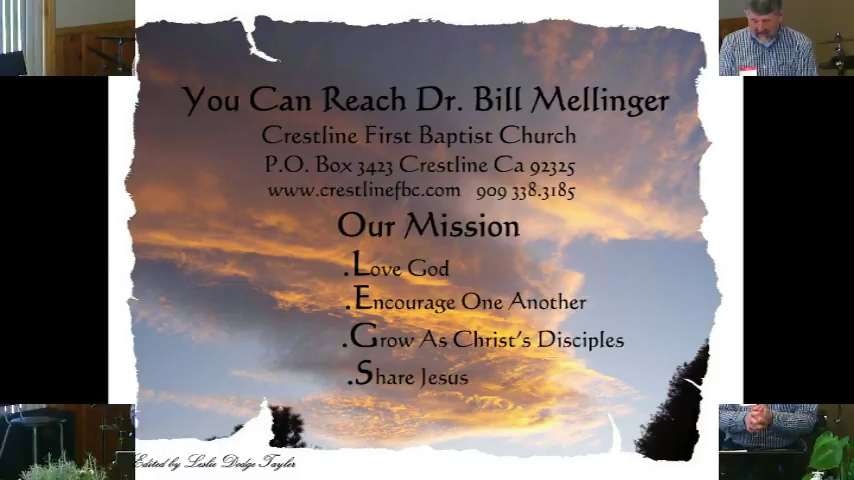 You Can Reach Dr. Bill Mellinger
Crestline First Baptist Church
P.O. Box 3423 Crestline Ca 92325
www.crestlinefbc.com 909 338.3185
Our Mission
.Love God
.Encourage One Another
.Grow As Christ's Disciples
.Share Jesus
Edited by Leslie Dodge Tayler